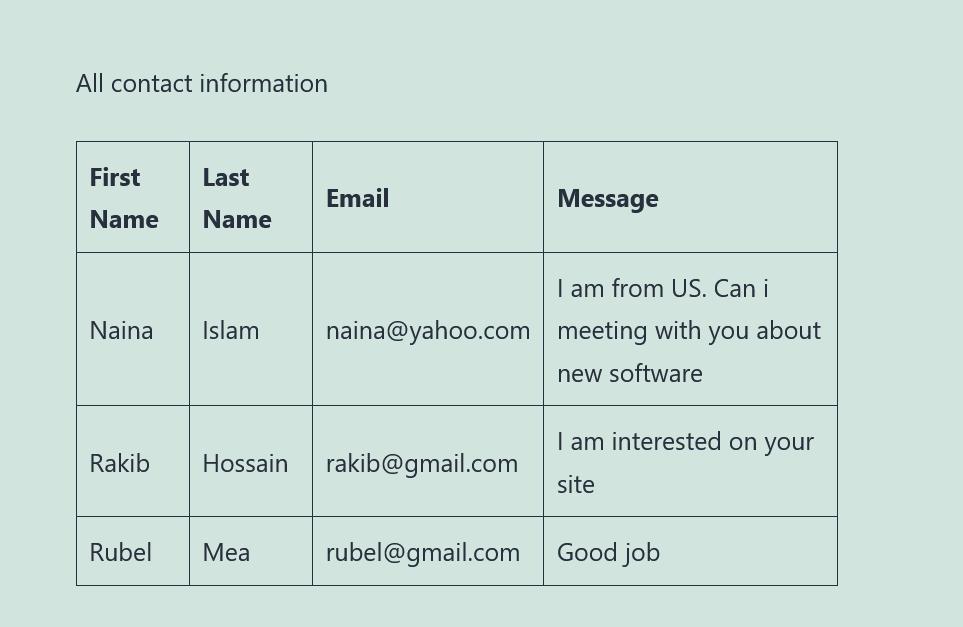 All contact information
First Name Last Name Email Message
Naina Islam naina@yahoo.com I am from US. Can i
meeting with you about
new software
Rakib Hossain rakib@gmail.com I am interested on your
site
Rubel Mea rubel@gmail.com Good job